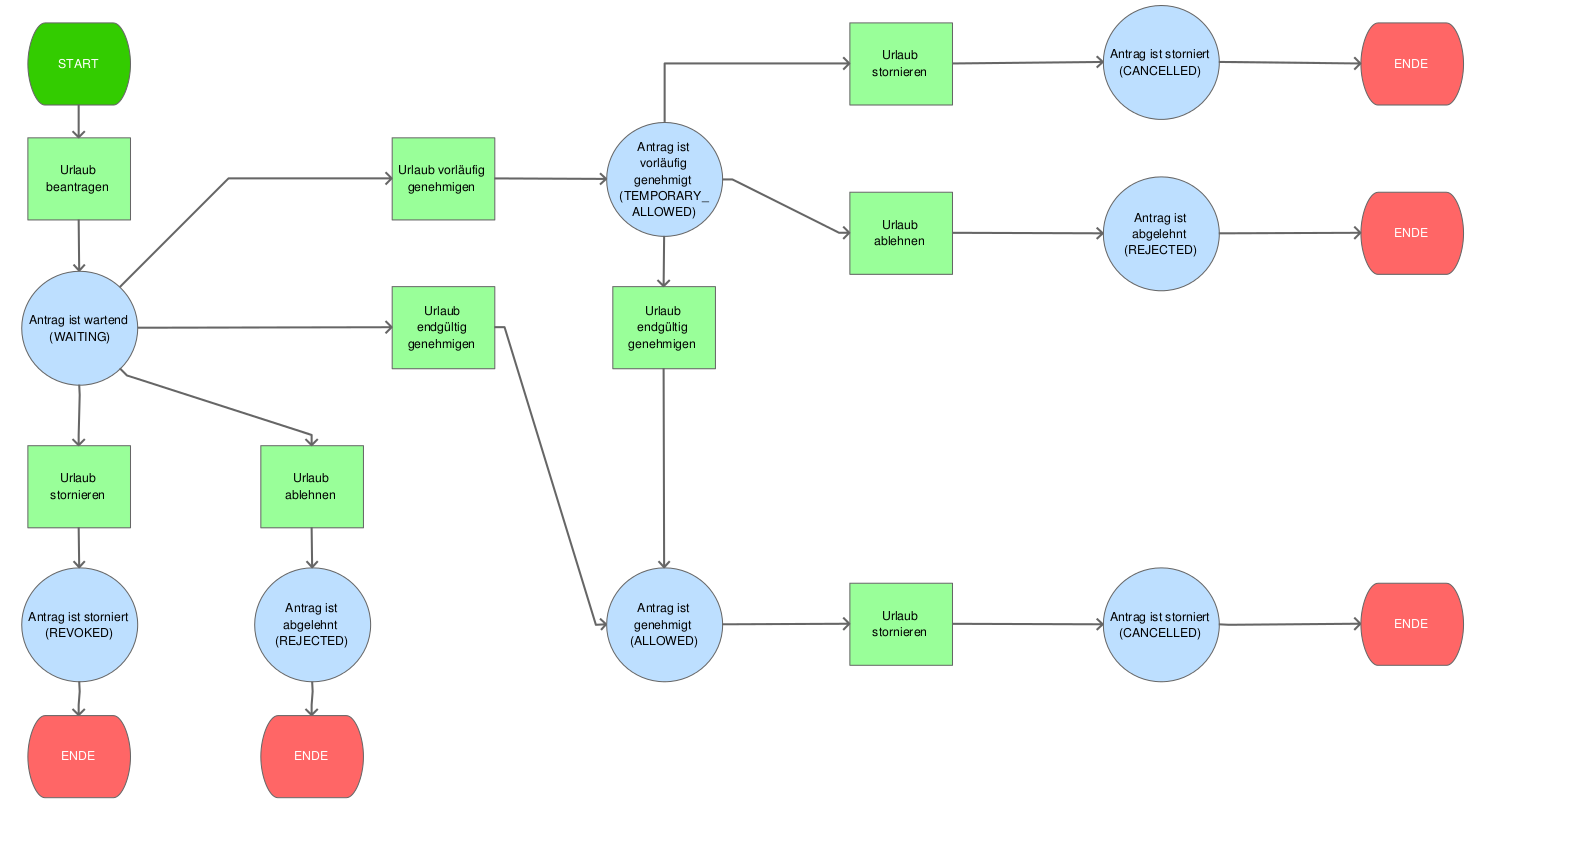 START
Urlaub
beantragen
Antrag ist wartend
(WAITING)
Urlaub
stornieren
Antrag ist storniert
(REVOKED)
ENDE
Urlaub
ablehnen
Antrag ist
abgelehnt
(REJECTED)
ENDE
Urlaub vorläufig
genehmigen
Urlaub
endgültig
genehmigen
Antrag ist
vorläufig
genehmigt
(TEMPORARY_
ALLOWED)
Urlaub
endgültig
genehmigen
Antrag ist
genehmigt
(ALLOWED)
Urlaub
stornieren
Antrag ist storniert
(CANCELLED)
ENDE
Urlaub
ablehnen
Antrag ist
abgelehnt
(REJECTED)
ENDE
Urlaub
stornieren
Antrag ist storniert
(CANCELLED)
ENDE